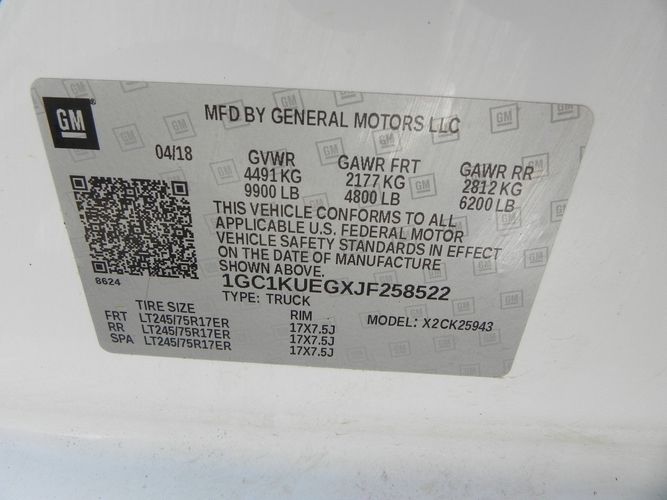 GM
MFD BY GENERAL MOTORS LLC
04/18 GVWR GAWR FRT GAWR RR
4491 KG 2177 KG 2812 KG
9900 LB 4800 LB 6200 LB
THIS VEHICLE CONFORMS TO ALL
APPLICABLE U.S. FEDERAL MOTOR
VEHICLE SAFETY STANDARDS IN EFFECT
ON THE DATE OF MANUFACTURE
SHOWN ABOVE.
8624
1GC1KUEGXJF258522
TYPE: TRUCK
TIRE SIZE RIM MODEL: X2CK25943
FRT LT245/75R17ER 17X7.5J
RR LT245/75R17ER 17X7.5J
SPA LT245/75R17ER 17X7.5J